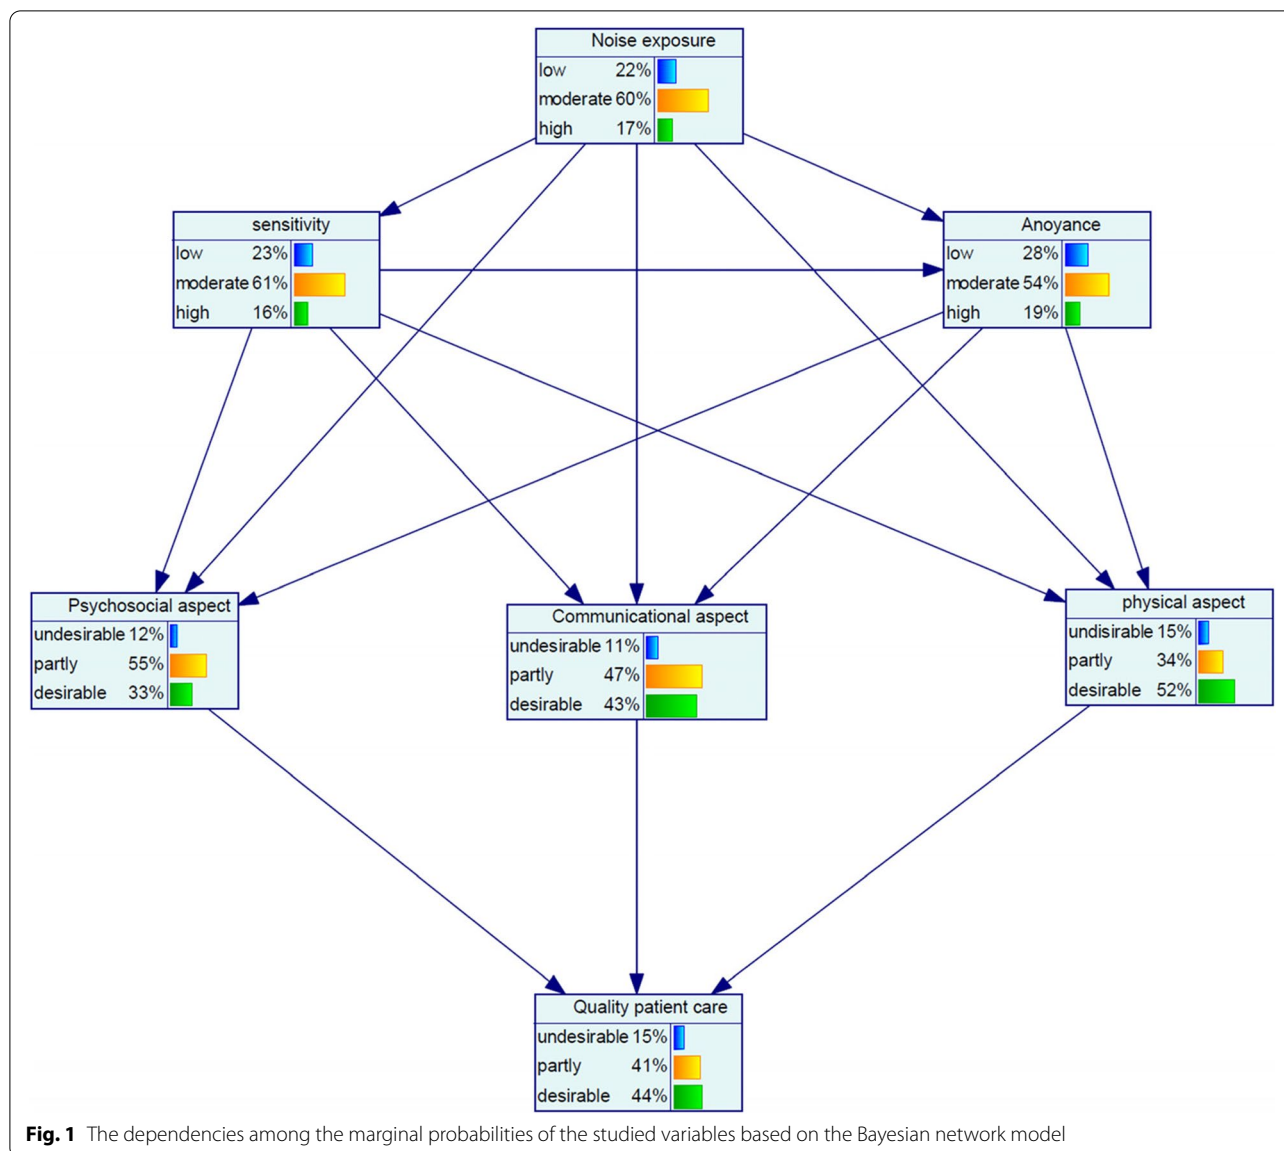 Noise exposure
low 22%
moderate 60%
high 17%
sensitivity
low 23%
moderate 61%
high 16%
Anoyance
low 28%
moderate 54%
high 19%
Psychosocial aspect
undesirable 12%
partly 55%
desirable 33%
Communicational aspect
undesirable 11%
partly 47%
desirable 43%
physical aspect
undisirable 15%
partly 34%
desirable 52%
Quality patient care
undesirable 15%
partly 41%
desirable 44%
Fig. 1 The dependencies among the marginal probabilities of the studied variables based on the Bayesian network model